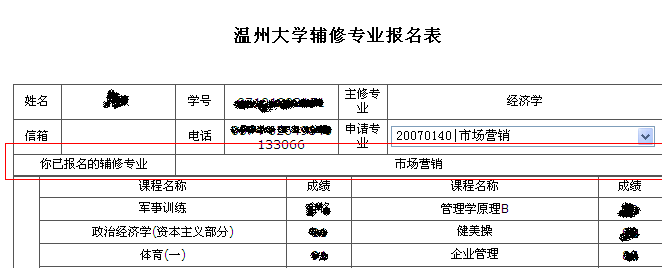 温州大学辅修专业报名表
姓名 学号 主修专业 经济学
信箱 电话 133066 申请专业 20070140|市场营销
你已报名的辅修专业 市场营销
课程名称 成绩 课程名称 成绩
军事训练 管理学原理B
政治经济学(资本主义部分) 健美操
体育(一) 企业管理